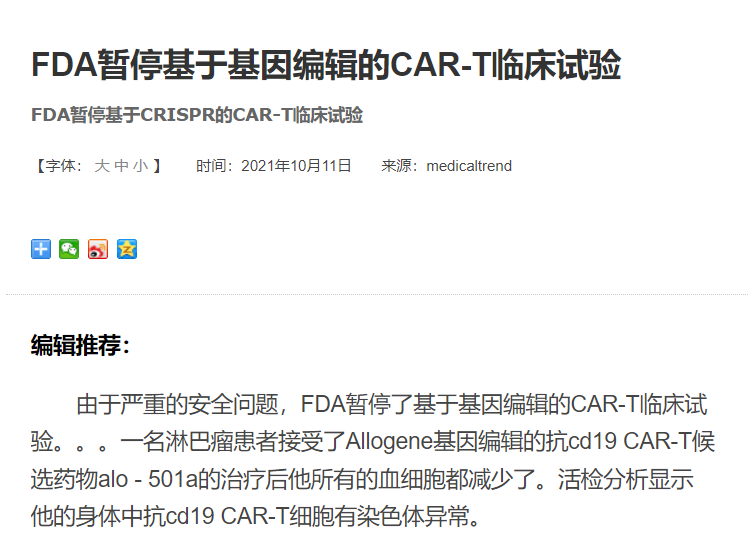 FDA暂停基于基因编辑的CAR-T临床试验
FDA暂停基于CRISPR的CAR-T临床试验
【字体： 大 中 小 】 时间：2021年10月11日 来源：medicaltrend
编辑推荐：
由于严重的安全问题，FDA暂停了基于基因编辑的CAR-T临床试
验。。。一名淋巴瘤患者接受了Allogene基因编辑的抗cd19 CAR-T候
选药物alo - 501a的治疗后他所有的血细胞都减少了。活检分析显示
他的身体中抗cd19 CAR-T细胞有染色体异常。